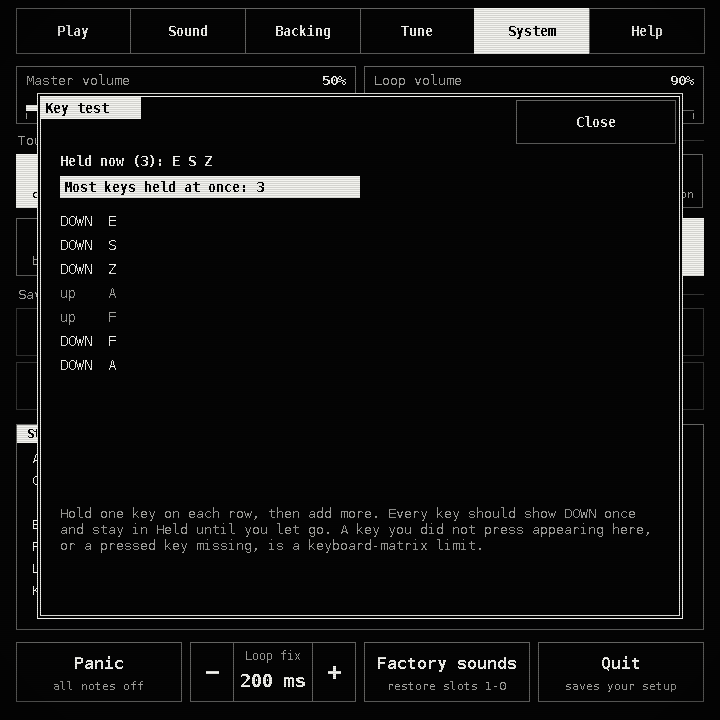 Play Sound Backing Tune System Help
Master volume 50% Loop volume 90%
Key test
Close
Held now (3): E S Z
Most keys held at once: 3
DOWN E
DOWN S
DOWN Z
up A
up F
DOWN F
DOWN A
Hold one key on each row, then add more. Every key should show DOWN once
and stay in Held until you let go. A key you did not press appearing here,
or a pressed key missing, is a keyboard-matrix limit.
Panic
all notes off
−
Loop fix
200 ms
+
Factory sounds
restore slots 1-0
Quit
saves your setup